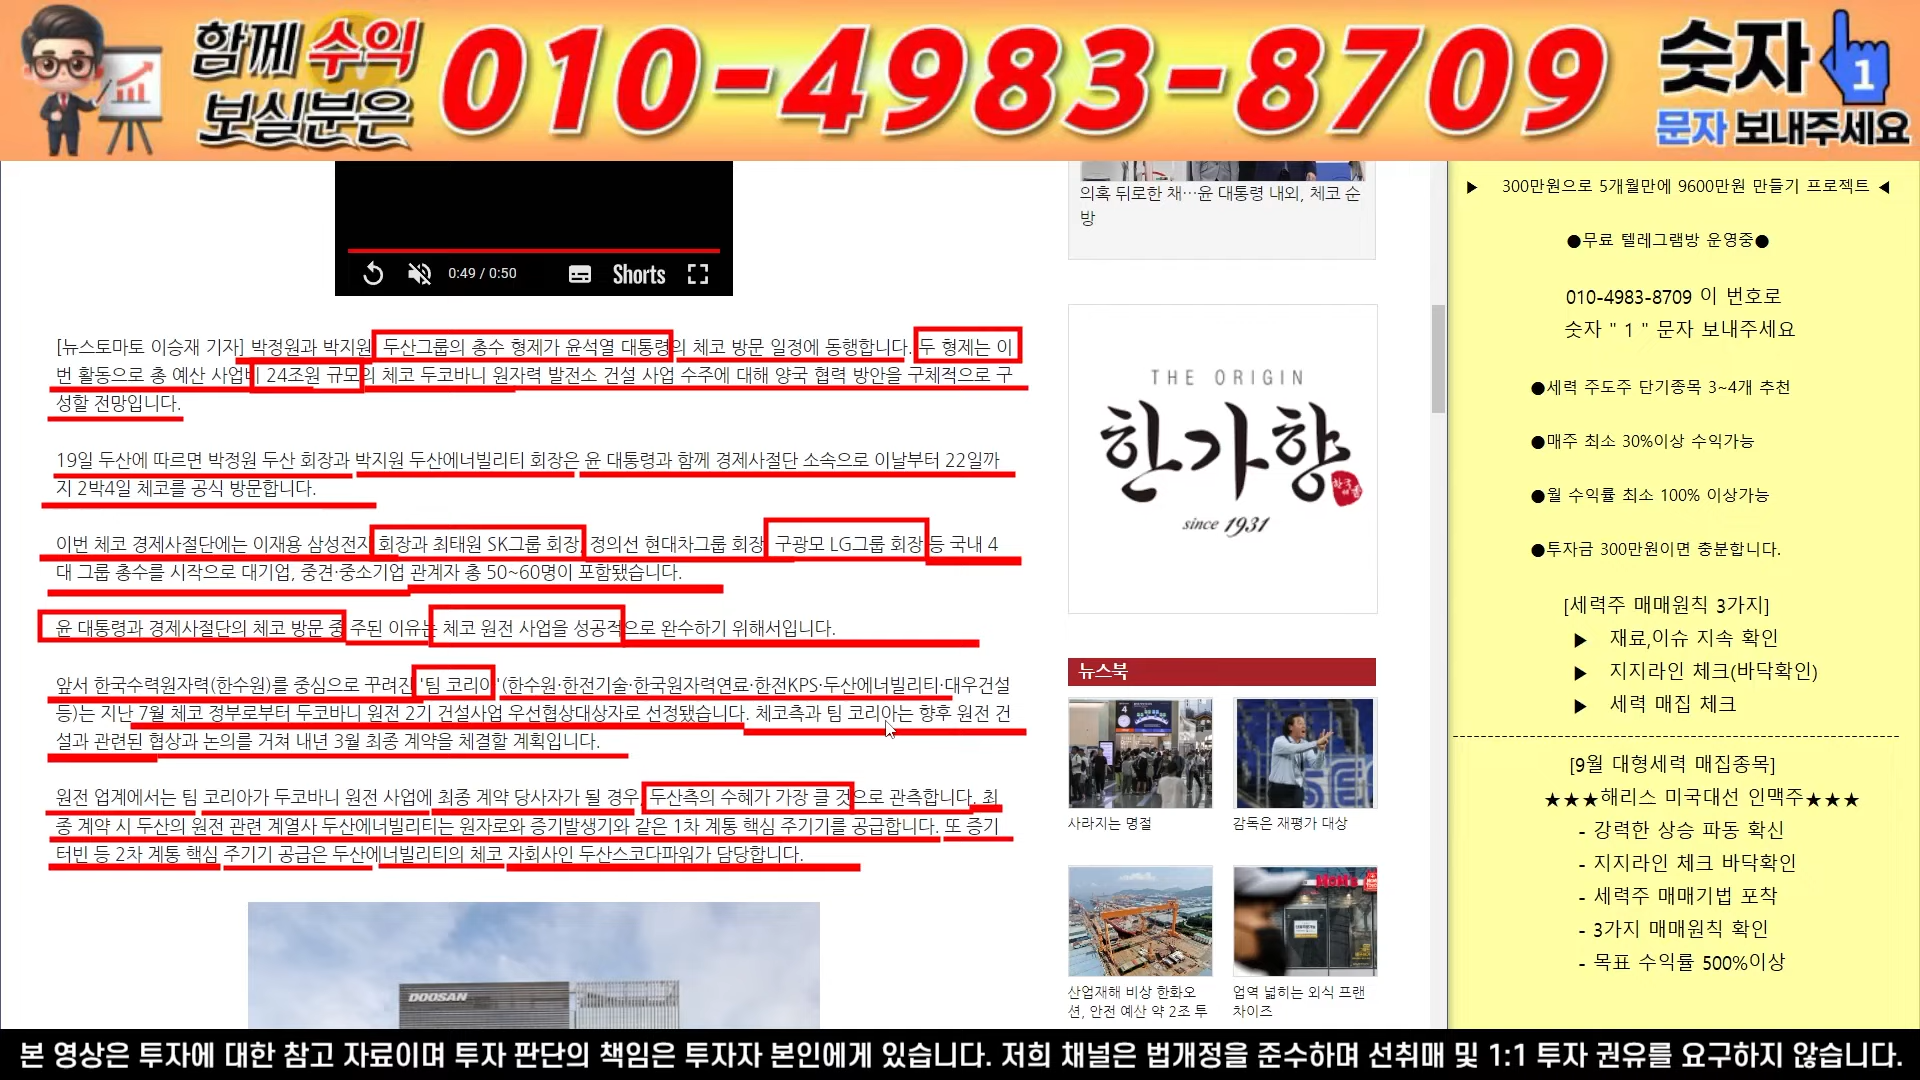 함께 수익
보실분은
010-4983-8709
숫자
1
문자 보내주세요
0:49 / 0:50
Shorts
[뉴스토마토 이승재 기자] 박정원과 박지원 두산그룹의 총수 형제가 윤석열 대통령의 체코 방문 일정에 동행합니다. 두 형제는 이
번 활동으로 총 예산 사업비 24조원 규모의 체코 두코바니 원자력 발전소 건설 사업 수주에 대해 양국 협력 방안을 구체적으로 구
성할 전망입니다.
19일 두산에 따르면 박정원 두산 회장과 박지원 두산에너빌리티 회장은 윤 대통령과 함께 경제사절단 소속으로 이날부터 22일까
지 2박4일 체코를 공식 방문합니다.
이번 체코 경제사절단에는 이재용 삼성전자 회장과 최태원 SK그룹 회장, 정의선 현대차그룹 회장, 구광모 LG그룹 회장 등 국내 4
대 그룹 총수를 시작으로 대기업, 중견·중소기업 관계자 총 50~60명이 포함됐습니다.
윤 대통령과 경제사절단의 체코 방문 중 주된 이유는 체코 원전 사업을 성공적으로 완수하기 위해서입니다.
앞서 한국수력원자력(한수원)를 중심으로 꾸려진 '팀 코리아'(한수원·한전기술·한국원자력연료·한전KPS·두산에너빌리티·대우건설
등)는 지난 7월 체코 정부로부터 두코바니 원전 2기 건설사업 우선협상대상자로 선정됐습니다. 체코측과 팀 코리아는 향후 원전 건
설과 관련된 협상과 논의를 거쳐 내년 3월 최종 계약을 체결할 계획입니다.
원전 업계에서는 팀 코리아가 두코바니 원전 사업에 최종 계약 당사자가 될 경우, 두산측의 수혜가 가장 클 것으로 관측합니다. 최
종 계약 시 두산의 원전 관련 계열사 두산에너빌리티는 원자로와 증기발생기와 같은 1차 계통 핵심 주기기를 공급합니다. 또 증기
터빈 등 2차 계통 핵심 주기기 공급은 두산에너빌리티의 체코 자회사인 두산스코다파워가 담당합니다.
DOOSAN
의혹 뒤로한 채…윤 대통령 내외, 체코 순
방
THE ORIGIN
한가향
since 1931
뉴스북
사라지는 명절
감독은 재평가 대상
산업재해 비상 한화오
션, 안전 예산 약 2조 투
업역 넓히는 외식 프랜
차이즈
▶ 300만원으로 5개월만에 9600만원 만들기 프로젝트 ◀
●무료 텔레그램방 운영중●
010-4983-8709 이 번호로
숫자 " 1 " 문자 보내주세요
●세력 주도주 단기종목 3~4개 추천
●매주 최소 30%이상 수익가능
●월 수익률 최소 100% 이상가능
●투자금 300만원이면 충분합니다.
[세력주 매매원칙 3가지]
▶ 재료,이슈 지속 확인
▶ 지지라인 체크(바닥확인)
▶ 세력 매집 체크
[9월 대형세력 매집종목]
★★★해리스 미국대선 인맥주★★★
- 강력한 상승 파동 확신
- 지지라인 체크 바닥확인
- 세력주 매매기법 포착
- 3가지 매매원칙 확인
- 목표 수익률 500%이상
본 영상은 투자에 대한 참고 자료이며 투자 판단의 책임은 투자자 본인에게 있습니다. 저희 채널은 법개정을 준수하며 선취매 및 1:1 투자 권유를 요구하지 않습니다.